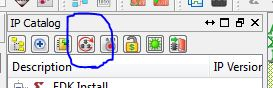 IP Catalog
Description
IP Version
EDK Install